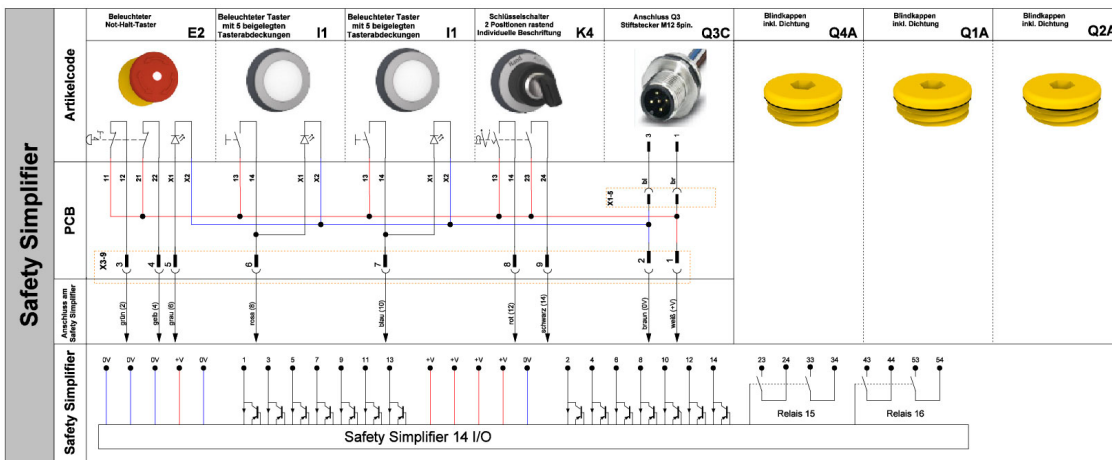 Safety Simplifier
Artikelcode
Beleuchteter
Not-Halt-Taster
E2
Beleuchteter Taster
mit 5 beigelegten
Tasterabdeckungen
I1
Beleuchteter Taster
mit 5 beigelegten
Tasterabdeckungen
I1
Schlüsselschalter
2 Positionen rastend
Individuelle Beschriftung
K4
Anschluss Q3
Stiftstecker M12 5pin.
Q3C
Blindkappen
inkl. Dichtung
Q4A
Blindkappen
inkl. Dichtung
Q1A
Blindkappen
inkl. Dichtung
Q2A
3 1
PCB
11 12 21 22 X1 X2 13 14 X1 X2 13 14 X1 X2 13 14 23 24
bl br
X1-5
X3-9
3 4 5 6 7 8 9 2 1
Anschluss am
Safety Simplifier
grün (2) gelb (4) grau (6) rosa (8) blau (10) rot (12) schwarz (14) braun (0V) weiß (+V)
Safety Simplifier
0V 0V 0V +V 0V 1 3 5 7 9 11 13 +V +V +V +V 0V 2 4 6 8 10 12 14 23 24 33 34 43 44 53 54
Relais 15 Relais 16
Safety Simplifier 14 I/O